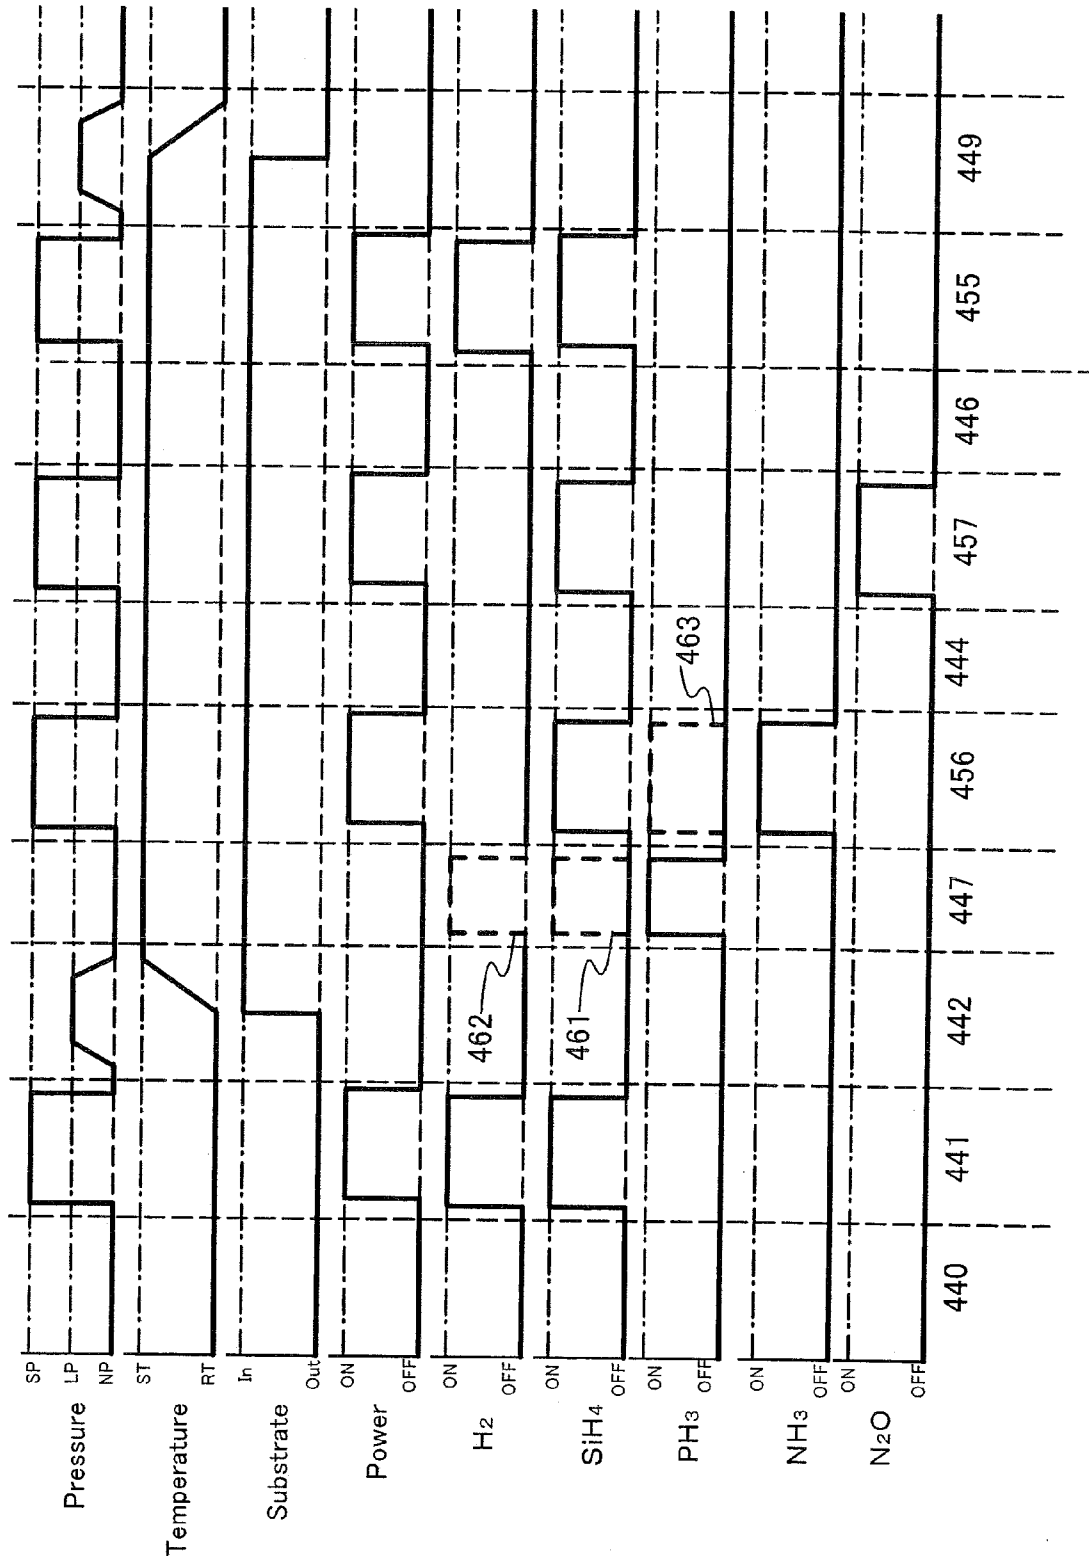 Pressure
SP
LP
NP
Temperature
ST
RT
Substrate
In
Out
Power
ON
OFF
H2
ON
OFF
462
SiH4
ON
OFF
461
PH3
ON
OFF
463
NH3
ON
OFF
N2O
ON
OFF
440 441 442 447 456 444 457 446 455 449